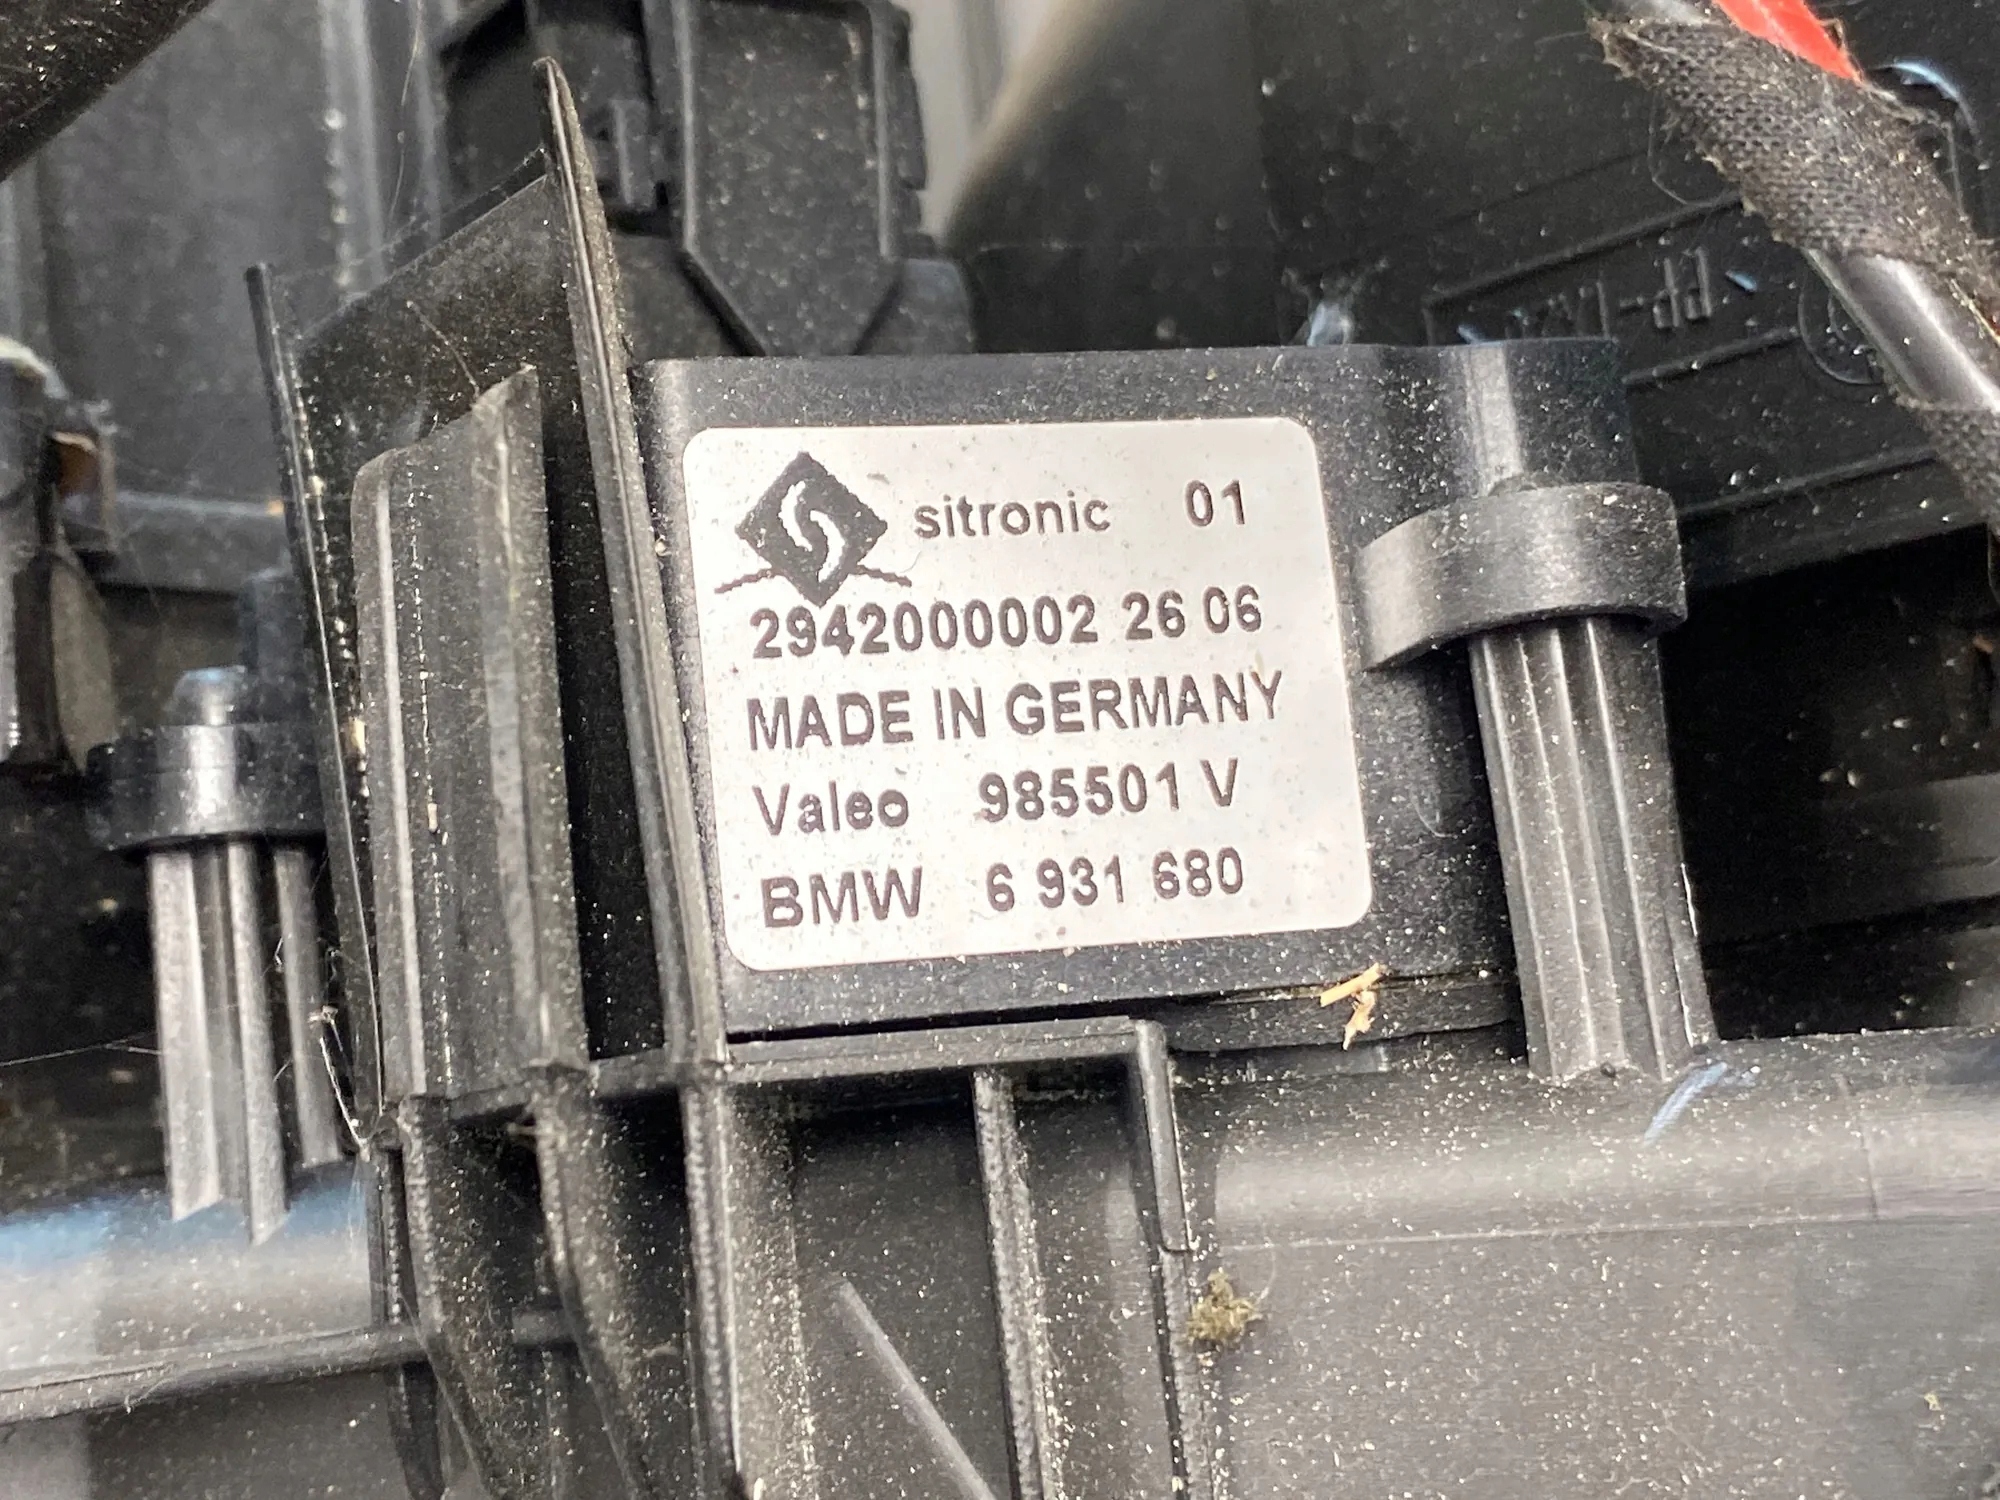 sitronic 01
2942000002 26 06
MADE IN GERMANY
Valeo 985501 V
BMW 6 931 680